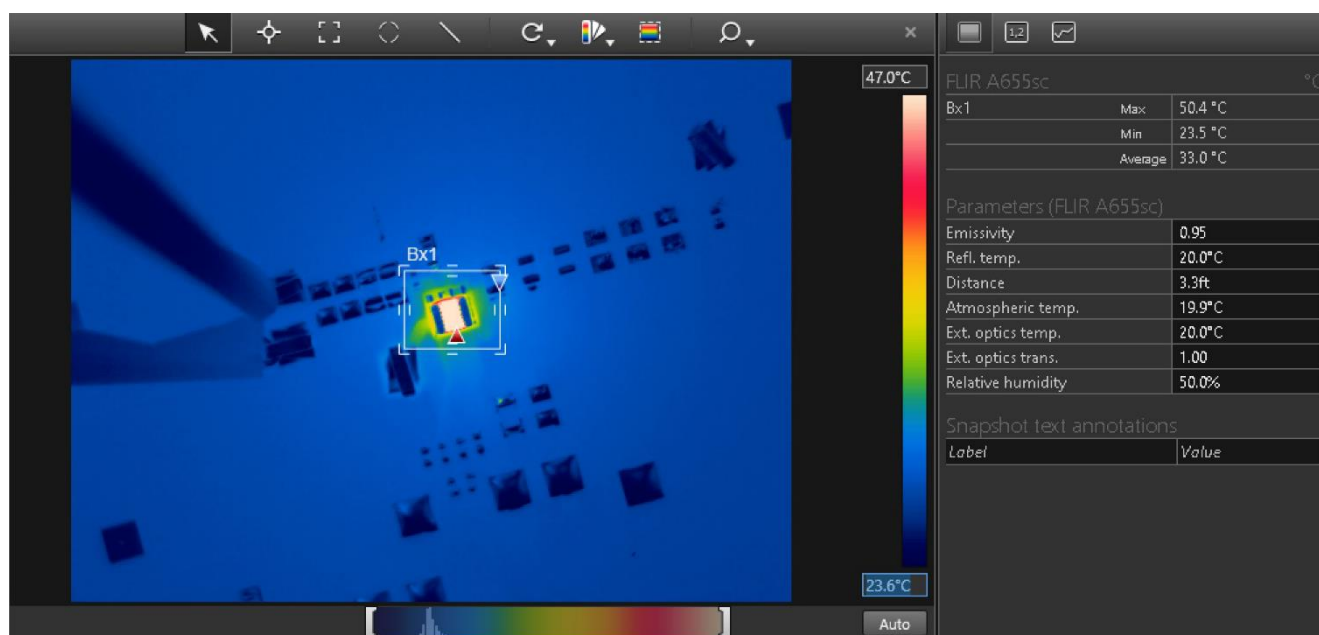 1,2
47.0°C
FLIR A655sc °C
Bx1 Max 50.4 °C
Min 23.5 °C
Average 33.0 °C
Parameters (FLIR A655sc)
Emissivity 0.95
Refl. temp. 20.0°C
Distance 3.3ft
Atmospheric temp. 19.9°C
Ext. optics temp. 20.0°C
Ext. optics trans. 1.00
Relative humidity 50.0%
Snapshot text annotations
Label Value
Bx1
23.6°C
Auto